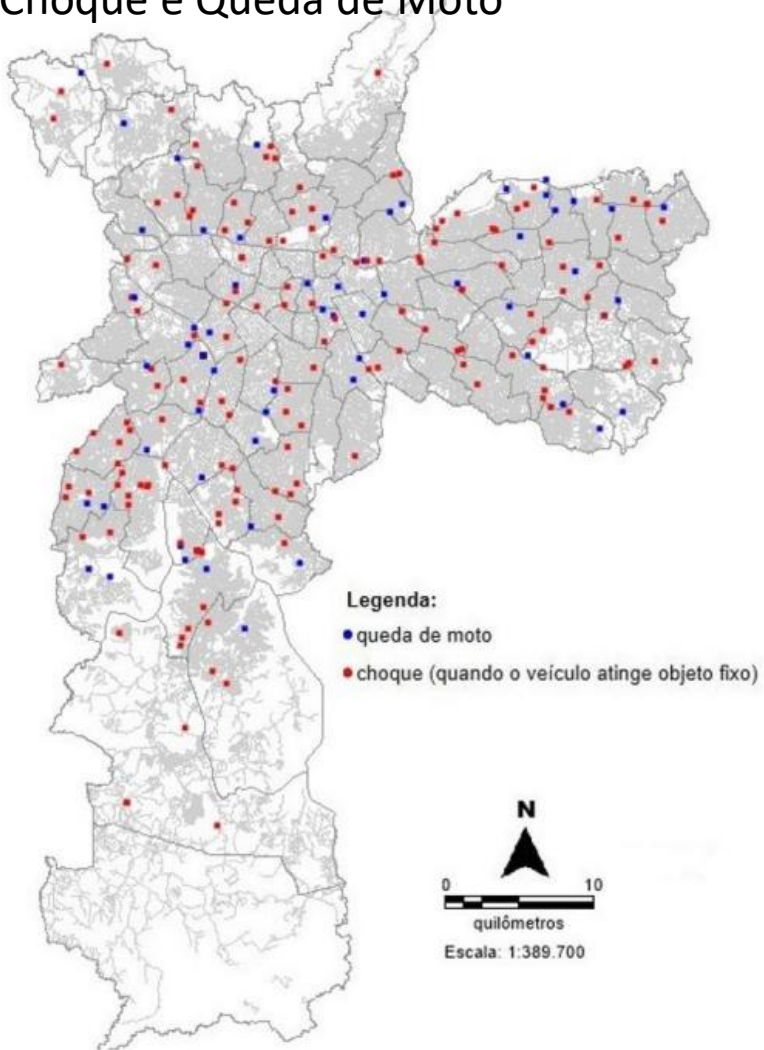 Choque e Queda de Moto
Legenda:
queda de moto
choque (quando o veículo atinge objeto fixo)
N
0 10
quilômetros
Escala: 1:389.700